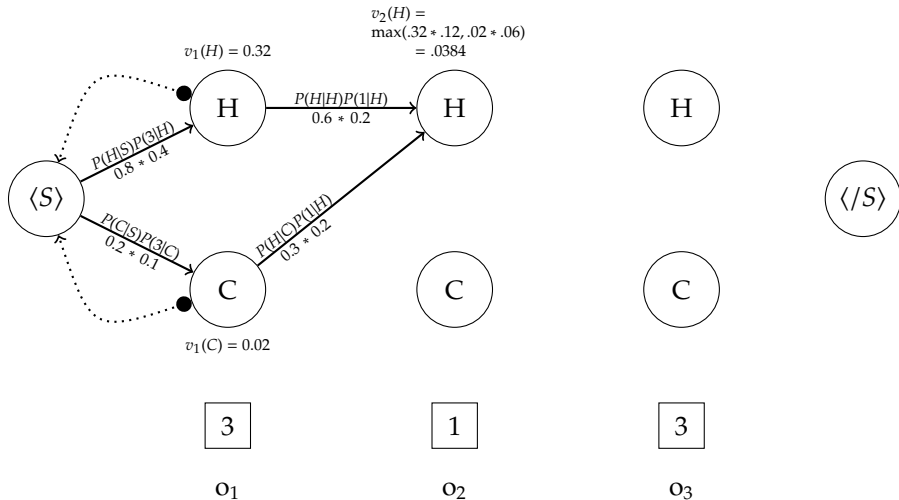 v₂(H) =
max(.32 * .12, .02 * .06)
= .0384
v₁(H) = 0.32
H
P(H|H)P(1|H)
0.6 * 0.2
H
H
P(H|S)P(3|H)
0.8 * 0.4
⟨S⟩
⟨/S⟩
P(C|S)P(3|C)
0.2 * 0.1
P(H|C)P(1|H)
0.3 * 0.2
C
C
C
v₁(C) = 0.02
3
1
3
o₁
o₂
o₃